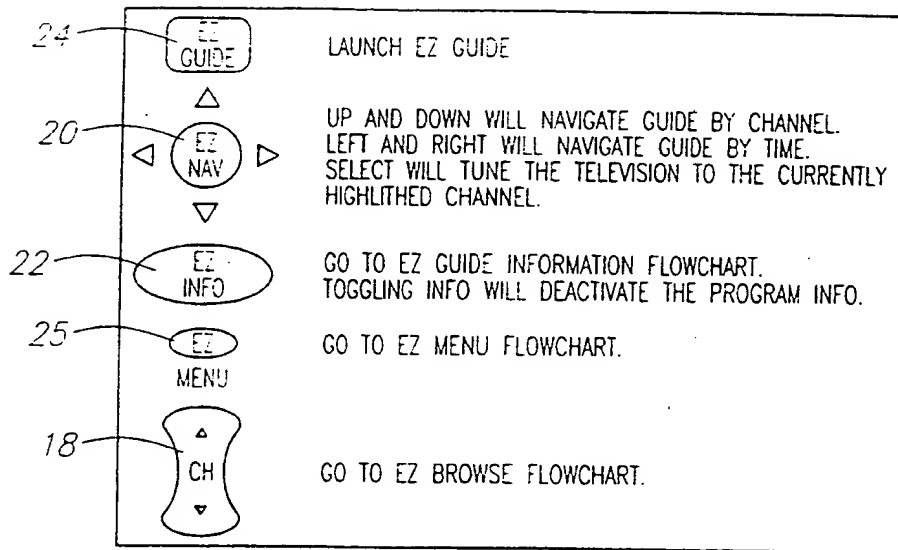 24
EZ
GUIDE
LAUNCH EZ GUIDE
20
EZ
NAV
UP AND DOWN WILL NAVIGATE GUIDE BY CHANNEL.
LEFT AND RIGHT WILL NAVIGATE GUIDE BY TIME.
SELECT WILL TUNE THE TELEVISION TO THE CURRENTLY
HIGHLITHED CHANNEL.
22
EZ
INFO
GO TO EZ GUIDE INFORMATION FLOWCHART.
TOGGLING INFO WILL DEACTIVATE THE PROGRAM INFO.
25
EZ
MENU
GO TO EZ MENU FLOWCHART.
18
CH
GO TO EZ BROWSE FLOWCHART.